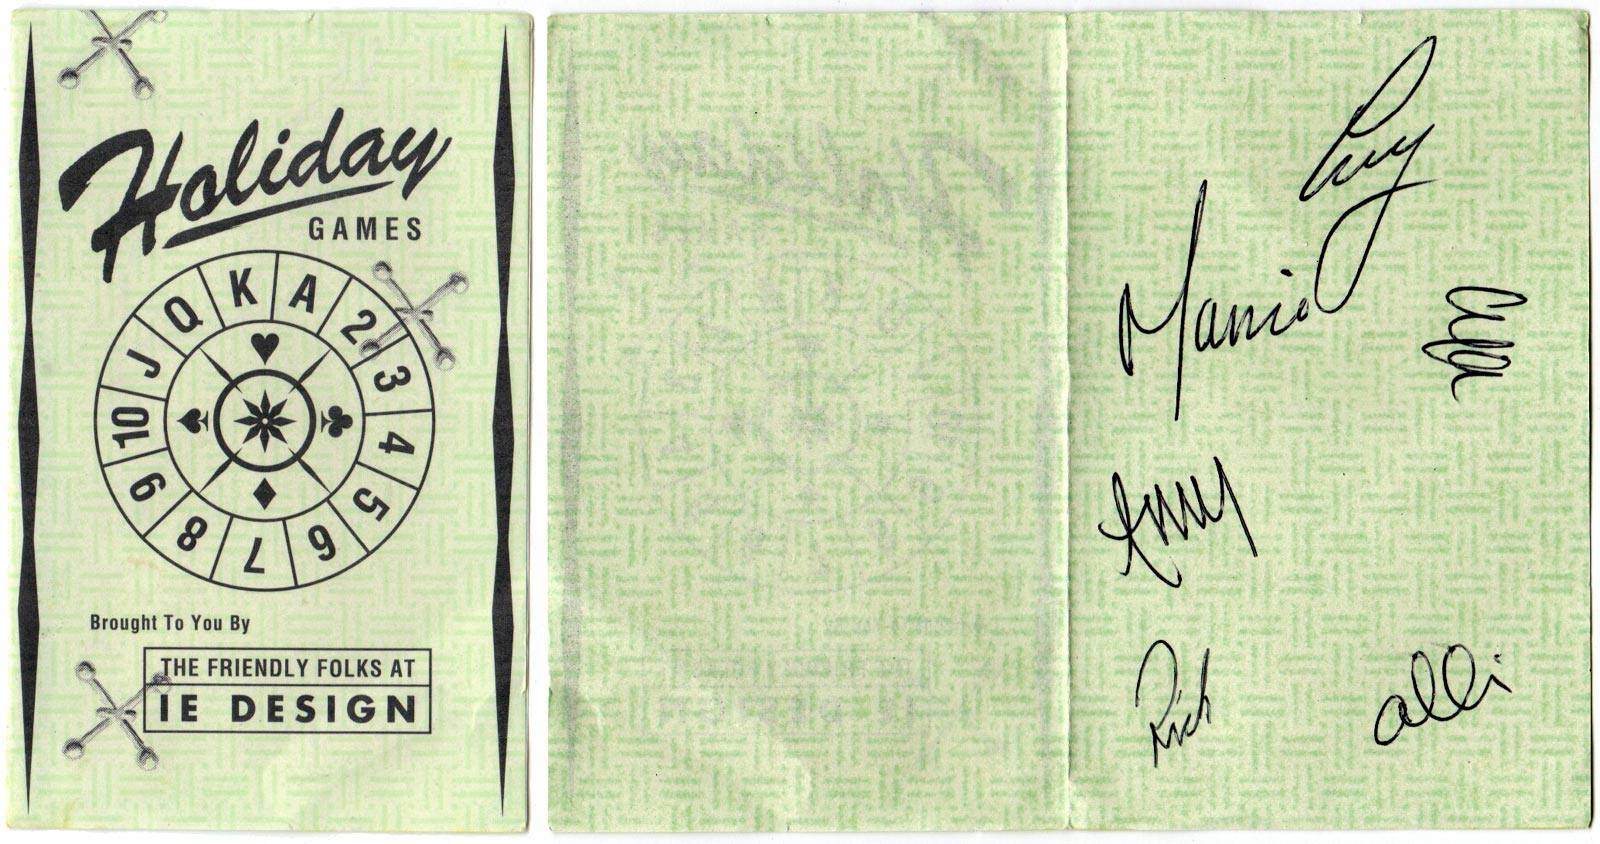 Holiday
GAMES
A
2
3
4
5
6
7
8
9
10
J
Q
K
Brought To You By
THE FRIENDLY FOLKS AT
IE DESIGN
Marcie
Amy
Rich
alli